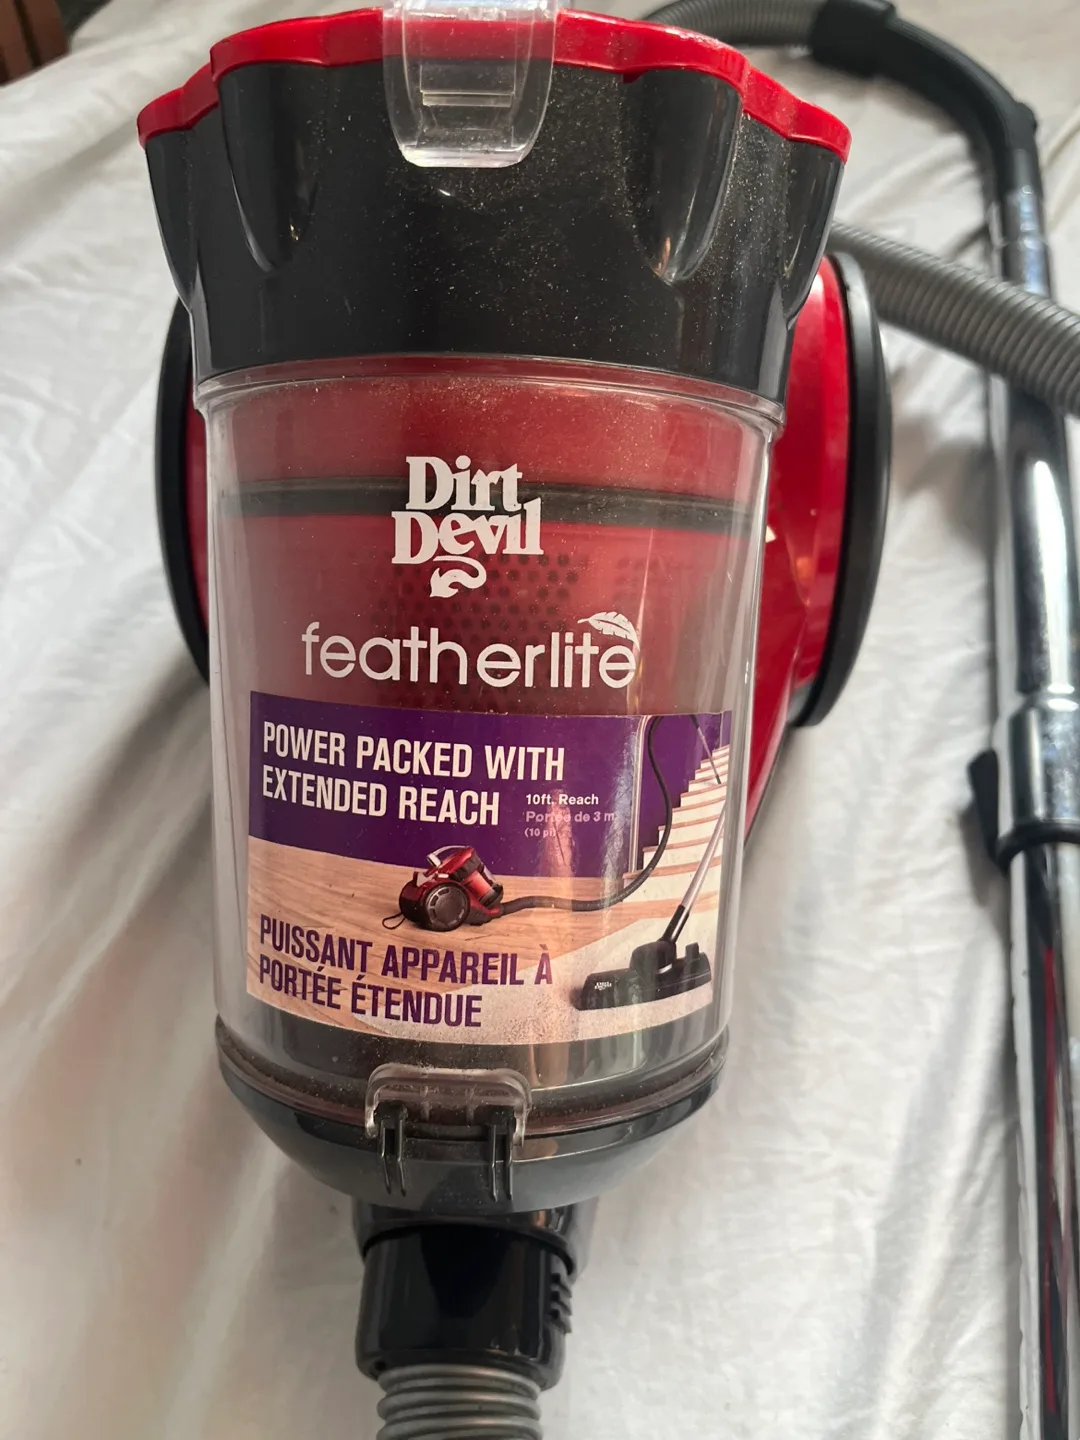 Dirt
Devil
featherlite
POWER PACKED WITH
EXTENDED REACH
10ft. Reach
Portée de 3 m
(10 pi)
PUISSANT APPAREIL À
PORTÉE ÉTENDUE